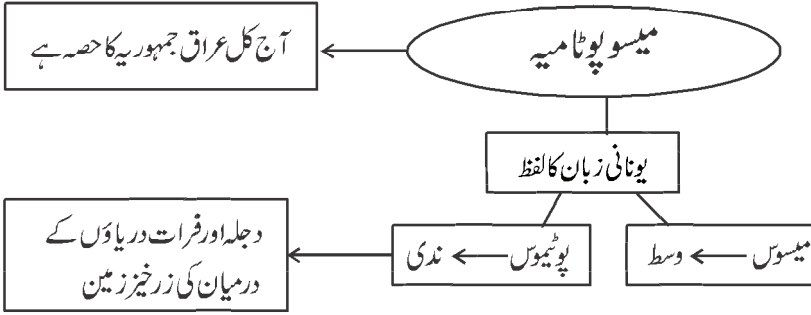 میسوپوٹامیہ
آج کل عراق جمہوریہ کا حصہ ہے
یونانی زبان کا لفظ
میسوس ← وسط
پوٹیموس ← ندی
دجلہ اور فرات دریاؤں کے
درمیان کی زرخیز زمین